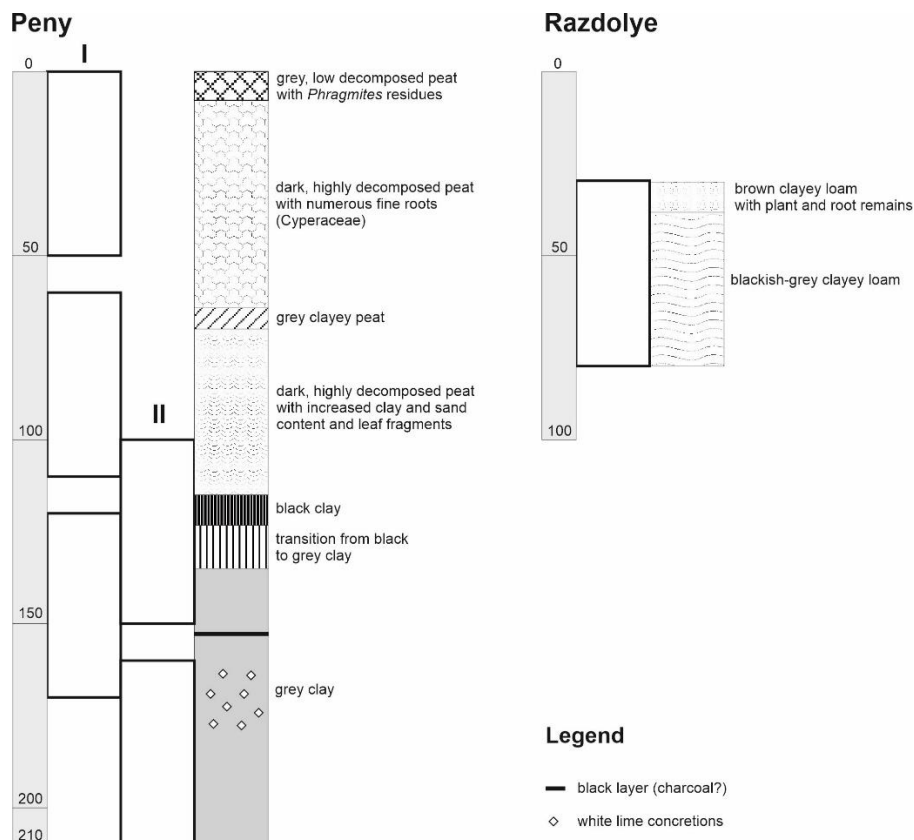 Peny
I
II
0
50
100
150
200
210
grey, low decomposed peat
with Phragmites residues
dark, highly decomposed peat
with numerous fine roots
(Cyperaceae)
grey clayey peat
dark, highly decomposed peat
with increased clay and sand
content and leaf fragments
black clay
transition from black
to grey clay
grey clay
Razdolye
0
50
100
brown clayey loam
with plant and root remains
blackish-grey clayey loam
Legend
black layer (charcoal?)
white lime concretions